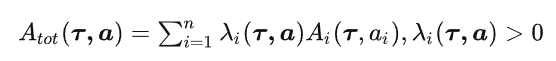 A_{tot}(τ, a) = ∑_{i=1}^{n} λ_i(τ, a)A_i(τ, a_i), λ_i(τ, a) > 0